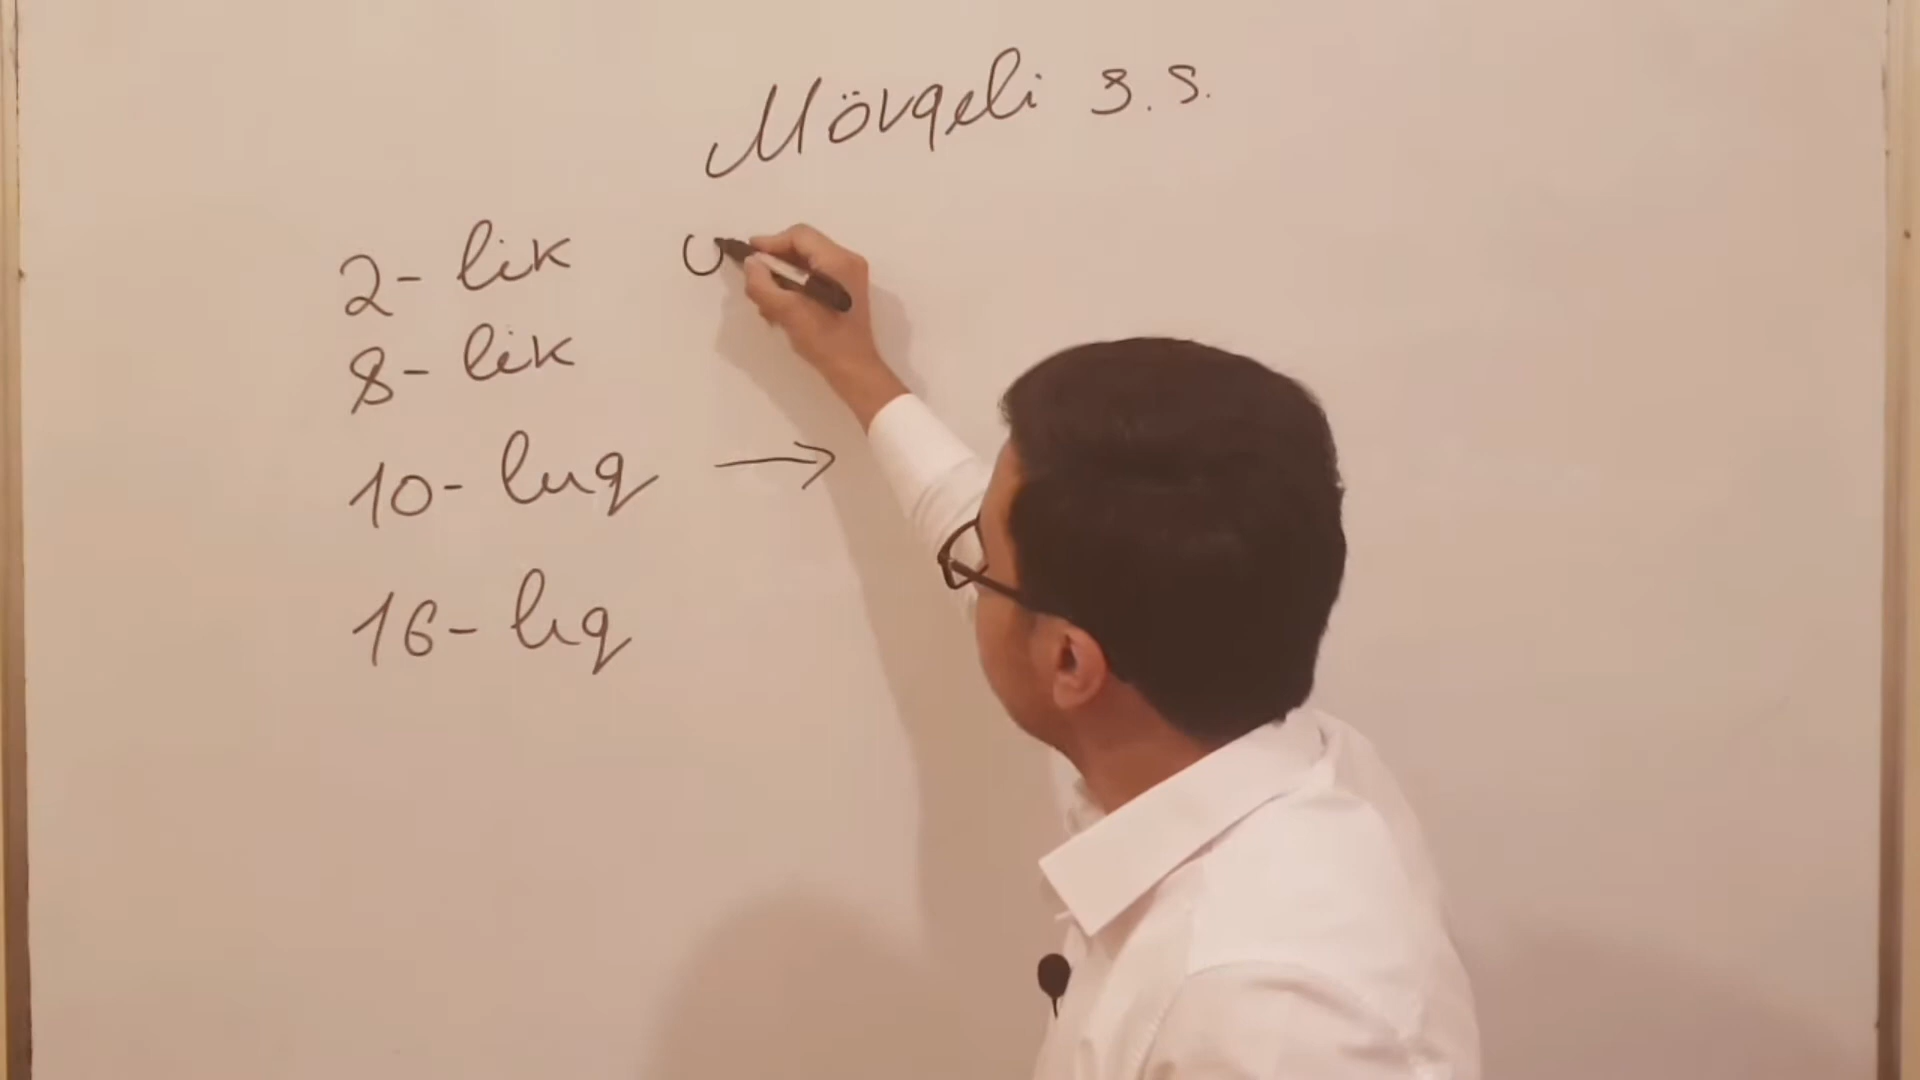 Mövqeli s.s.
2-lik
8-lik
10-luq →
16-lıq